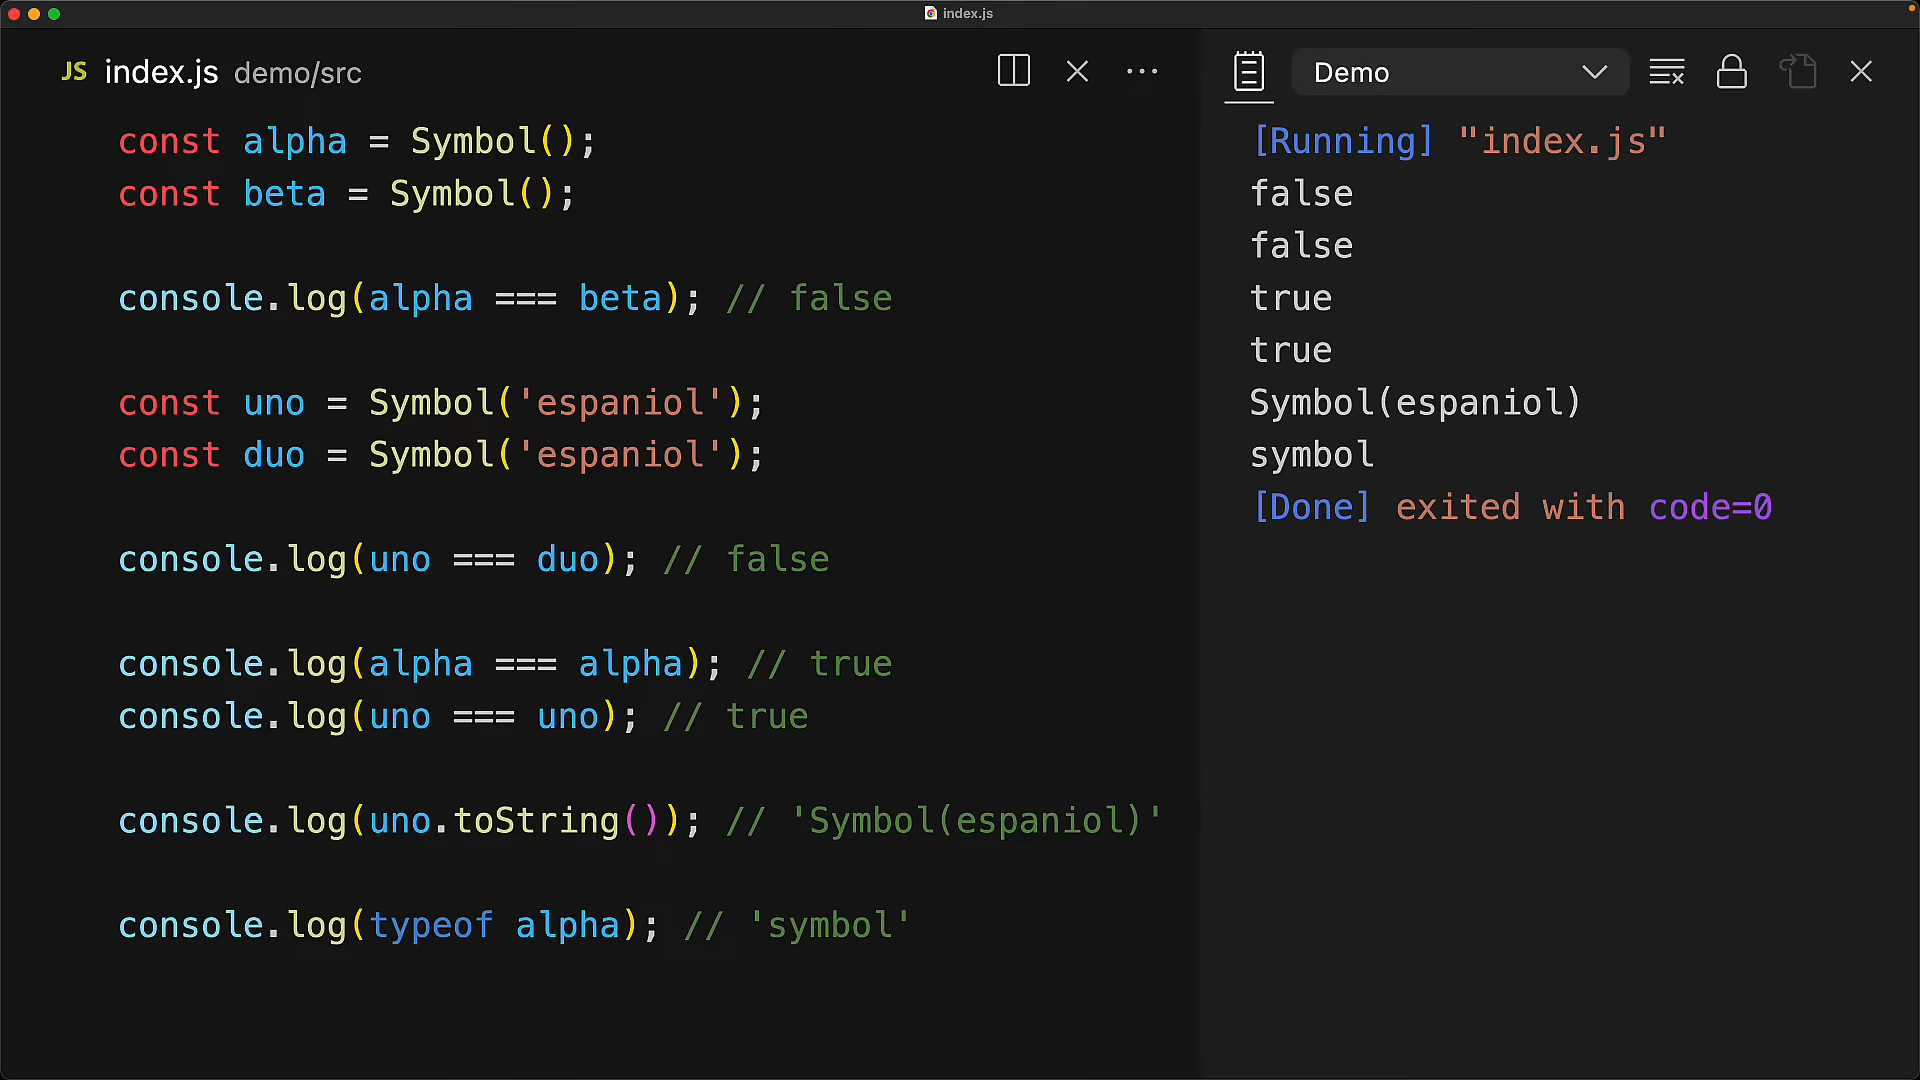 index.js
JS index.js demo/src
const alpha = Symbol();
const beta = Symbol();
console.log(alpha === beta); // false
const uno = Symbol('espaniol');
const duo = Symbol('espaniol');
console.log(uno === duo); // false
console.log(alpha === alpha); // true
console.log(uno === uno); // true
console.log(uno.toString()); // 'Symbol(espaniol)'
console.log(typeof alpha); // 'symbol'
Demo
[Running] "index.js"
false
false
true
true
Symbol(espaniol)
symbol
[Done] exited with code=0